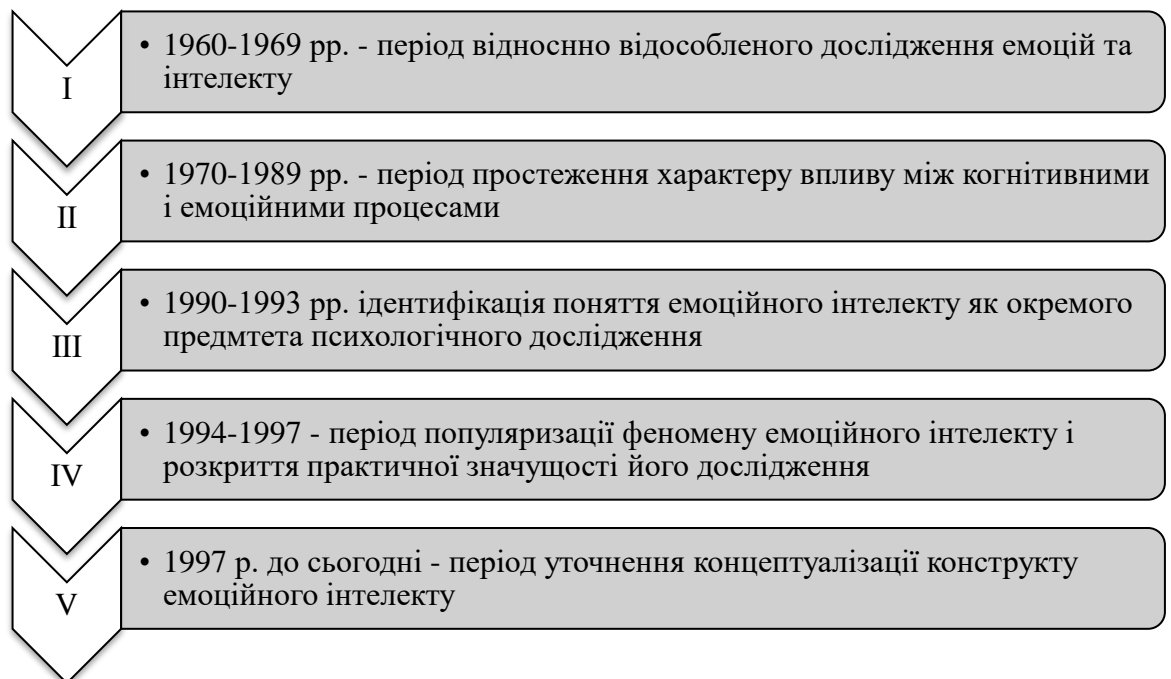 I
• 1960-1969 рр. - період відноснно відособленого дослідження емоцій та
інтелекту
II
• 1970-1989 рр. - період простеження характеру впливу між когнітивними
і емоційними процесами
III
• 1990-1993 рр. ідентифікація поняття емоційного інтелекту як окремого
предмтета психологічного дослідження
IV
• 1994-1997 - період популяризації феномену емоційного інтелекту і
розкриття практичної значущості його дослідження
V
• 1997 р. до сьогодні - період уточнення концептуалізації конструкту
емоційного інтелекту